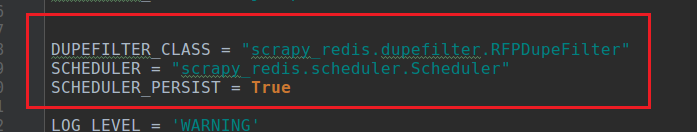 DUPEFILTER_CLASS = "scrapy_redis.dupefilter.RFPDupeFilter"
SCHEDULER = "scrapy_redis.scheduler.Scheduler"
SCHEDULER_PERSIST = True
LOG_LEVEL = 'WARNING'